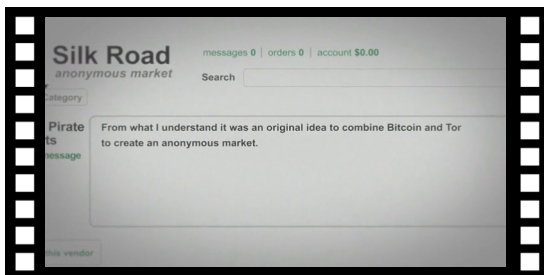 Silk Road
anonymous market
messages 0 | orders 0 | account $0.00
Search
Category
Pirate
ts
message
From what I understand it was an original idea to combine Bitcoin and Tor
to create an anonymous market.
this vendor